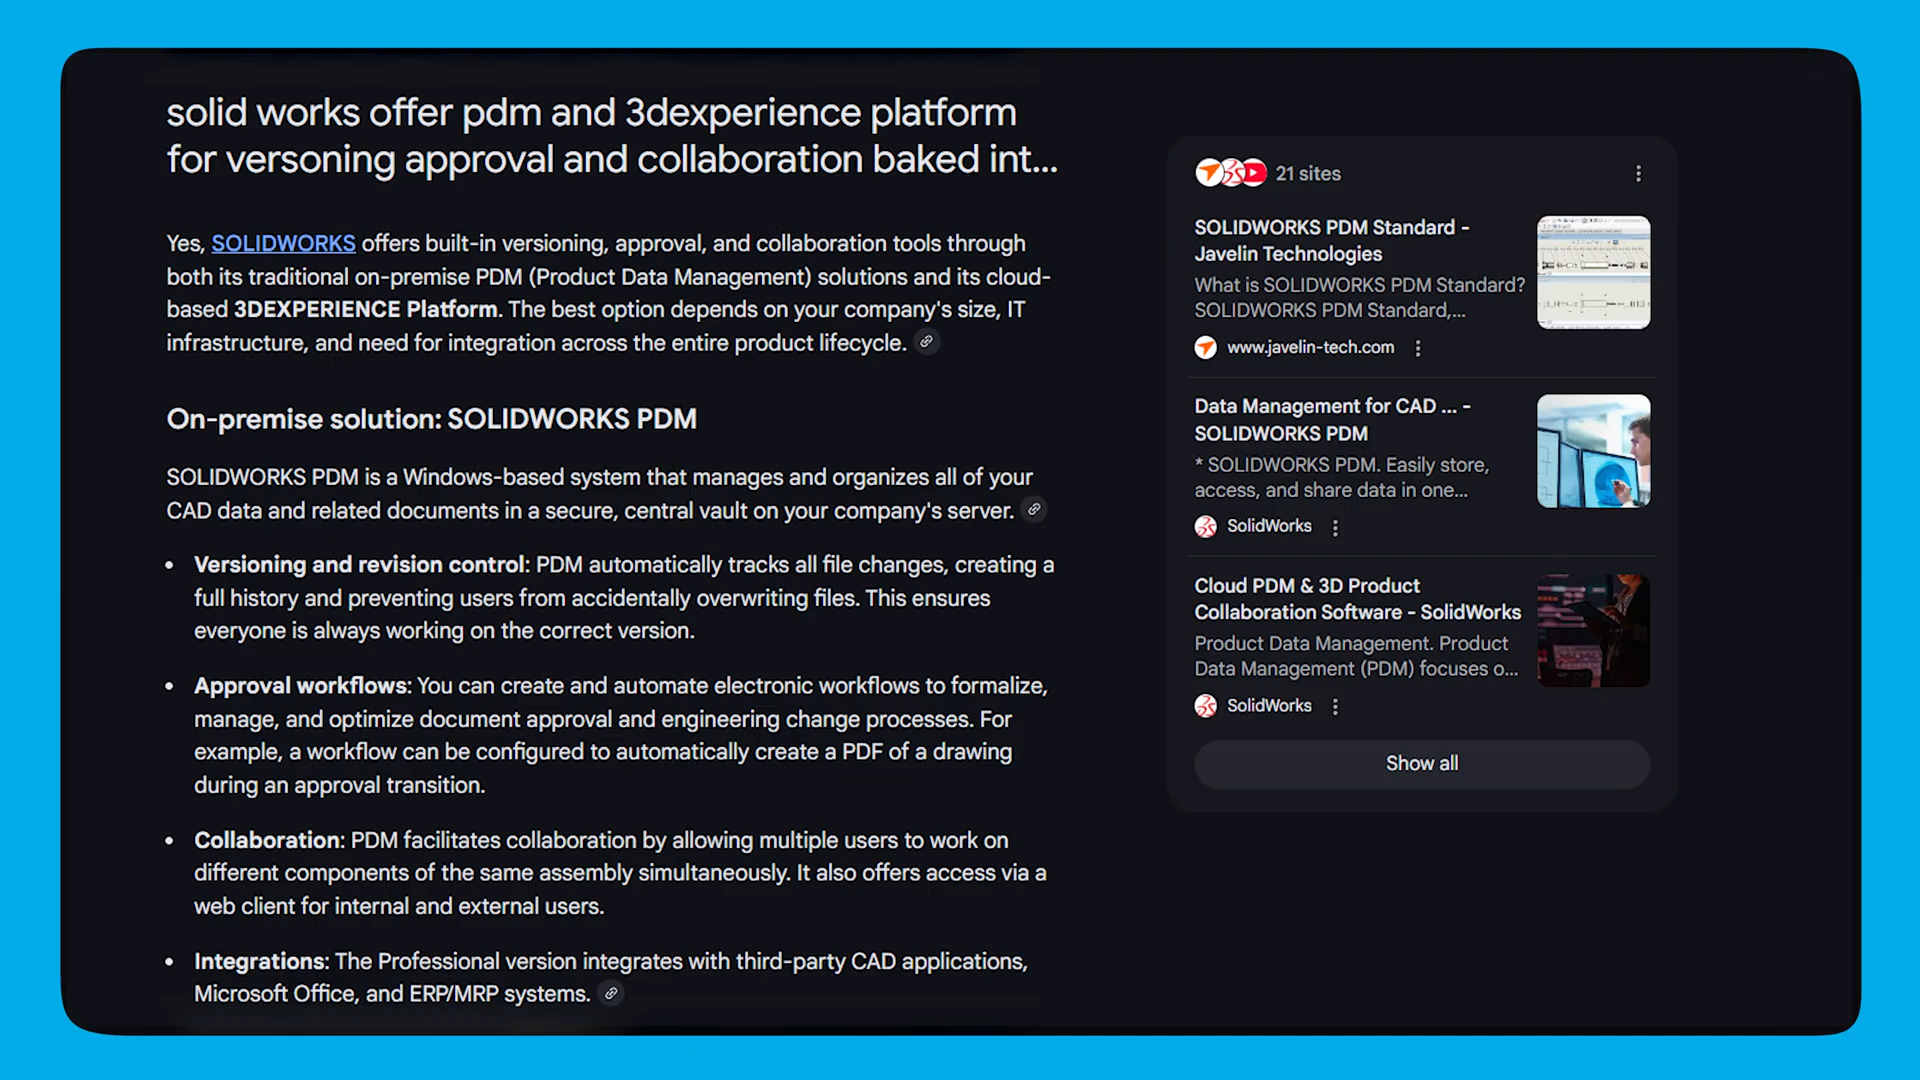 solid works offer pdm and 3dexperience platform
for versoning approval and collaboration baked int...
Yes, SOLIDWORKS offers built-in versioning, approval, and collaboration tools through
both its traditional on-premise PDM (Product Data Management) solutions and its cloud-
based 3DEXPERIENCE Platform. The best option depends on your company's size, IT
infrastructure, and need for integration across the entire product lifecycle.
On-premise solution: SOLIDWORKS PDM
SOLIDWORKS PDM is a Windows-based system that manages and organizes all of your
CAD data and related documents in a secure, central vault on your company's server.
• Versioning and revision control: PDM automatically tracks all file changes, creating a
full history and preventing users from accidentally overwriting files. This ensures
everyone is always working on the correct version.
• Approval workflows: You can create and automate electronic workflows to formalize,
manage, and optimize document approval and engineering change processes. For
example, a workflow can be configured to automatically create a PDF of a drawing
during an approval transition.
• Collaboration: PDM facilitates collaboration by allowing multiple users to work on
different components of the same assembly simultaneously. It also offers access via a
web client for internal and external users.
• Integrations: The Professional version integrates with third-party CAD applications,
Microsoft Office, and ERP/MRP systems.
21 sites
SOLIDWORKS PDM Standard -
Javelin Technologies
What is SOLIDWORKS PDM Standard?
SOLIDWORKS PDM Standard,...
www.javelin-tech.com
Data Management for CAD ... -
SOLIDWORKS PDM
* SOLIDWORKS PDM. Easily store,
access, and share data in one...
SolidWorks
Cloud PDM & 3D Product
Collaboration Software - SolidWorks
Product Data Management. Product
Data Management (PDM) focuses o...
SolidWorks
Show all